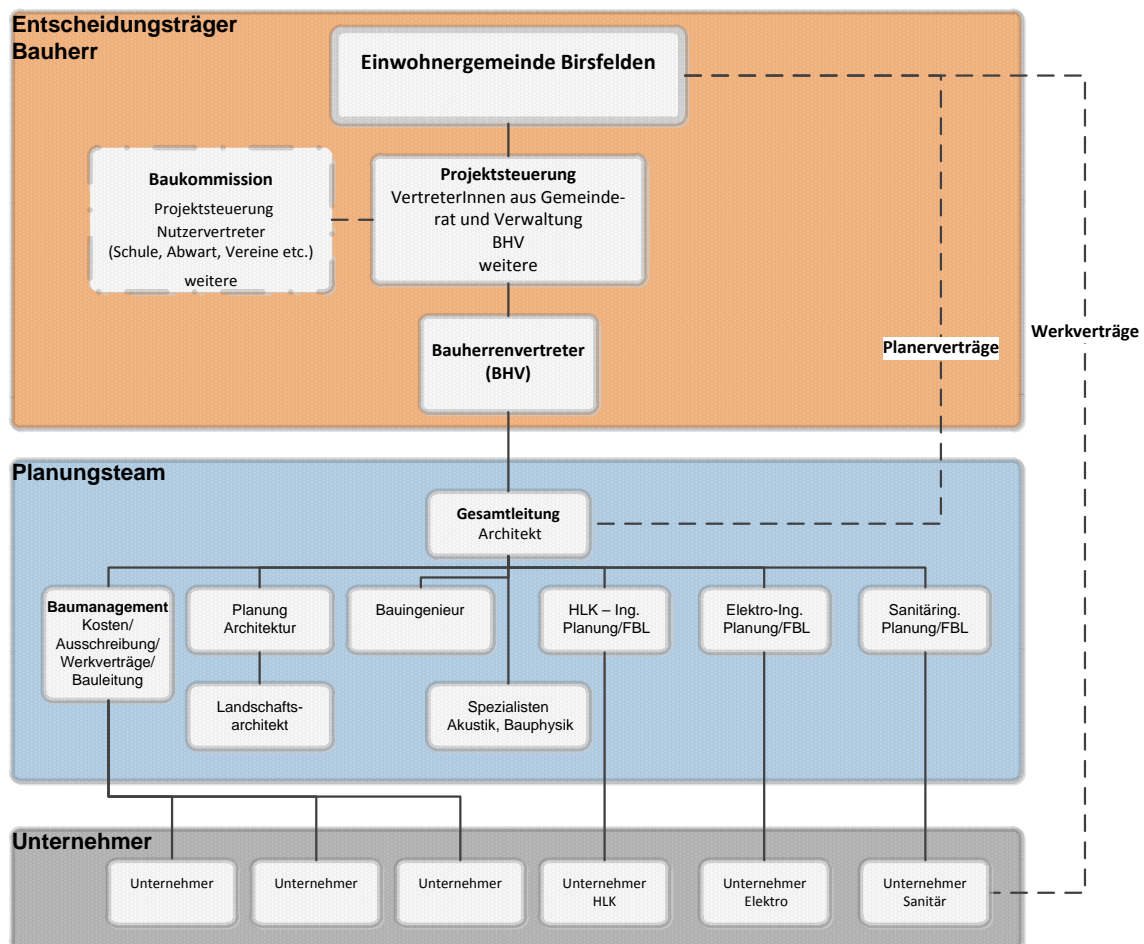 Entscheidungsträger
Bauherr
Einwohnergemeinde Birsfelden
Baukommission
Projektsteuerung
Nutzervertreter
(Schule, Abwart, Vereine etc.)
weitere
Projektsteuerung
VertreterInnen aus Gemeinde-
rat und Verwaltung
BHV
weitere
Bauherrenvertreter
(BHV)
Planerverträge
Werkverträge
Planungsteam
Gesamtleitung
Architekt
Baumanagement
Kosten/
Ausschreibung/
Werkverträge/
Bauleitung
Planung
Architektur
Bauingenieur
HLK – Ing.
Planung/FBL
Elektro-Ing.
Planung/FBL
Sanitäring.
Planung/FBL
Landschafts-
architekt
Spezialisten
Akustik, Bauphysik
Unternehmer
Unternehmer
Unternehmer
Unternehmer
Unternehmer
HLK
Unternehmer
Elektro
Unternehmer
Sanitär